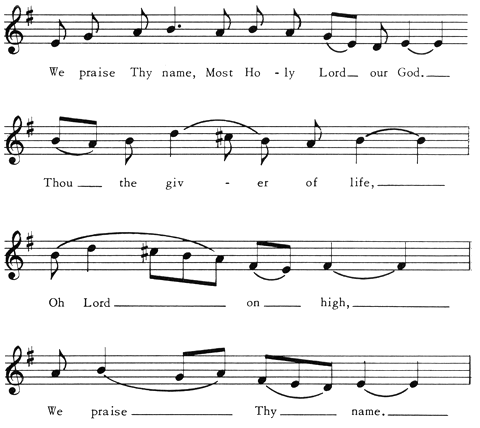 We praise Thy name, Most Ho - ly Lord our God.
Thou the giv - er of life,
Oh Lord on high,
We praise Thy name.